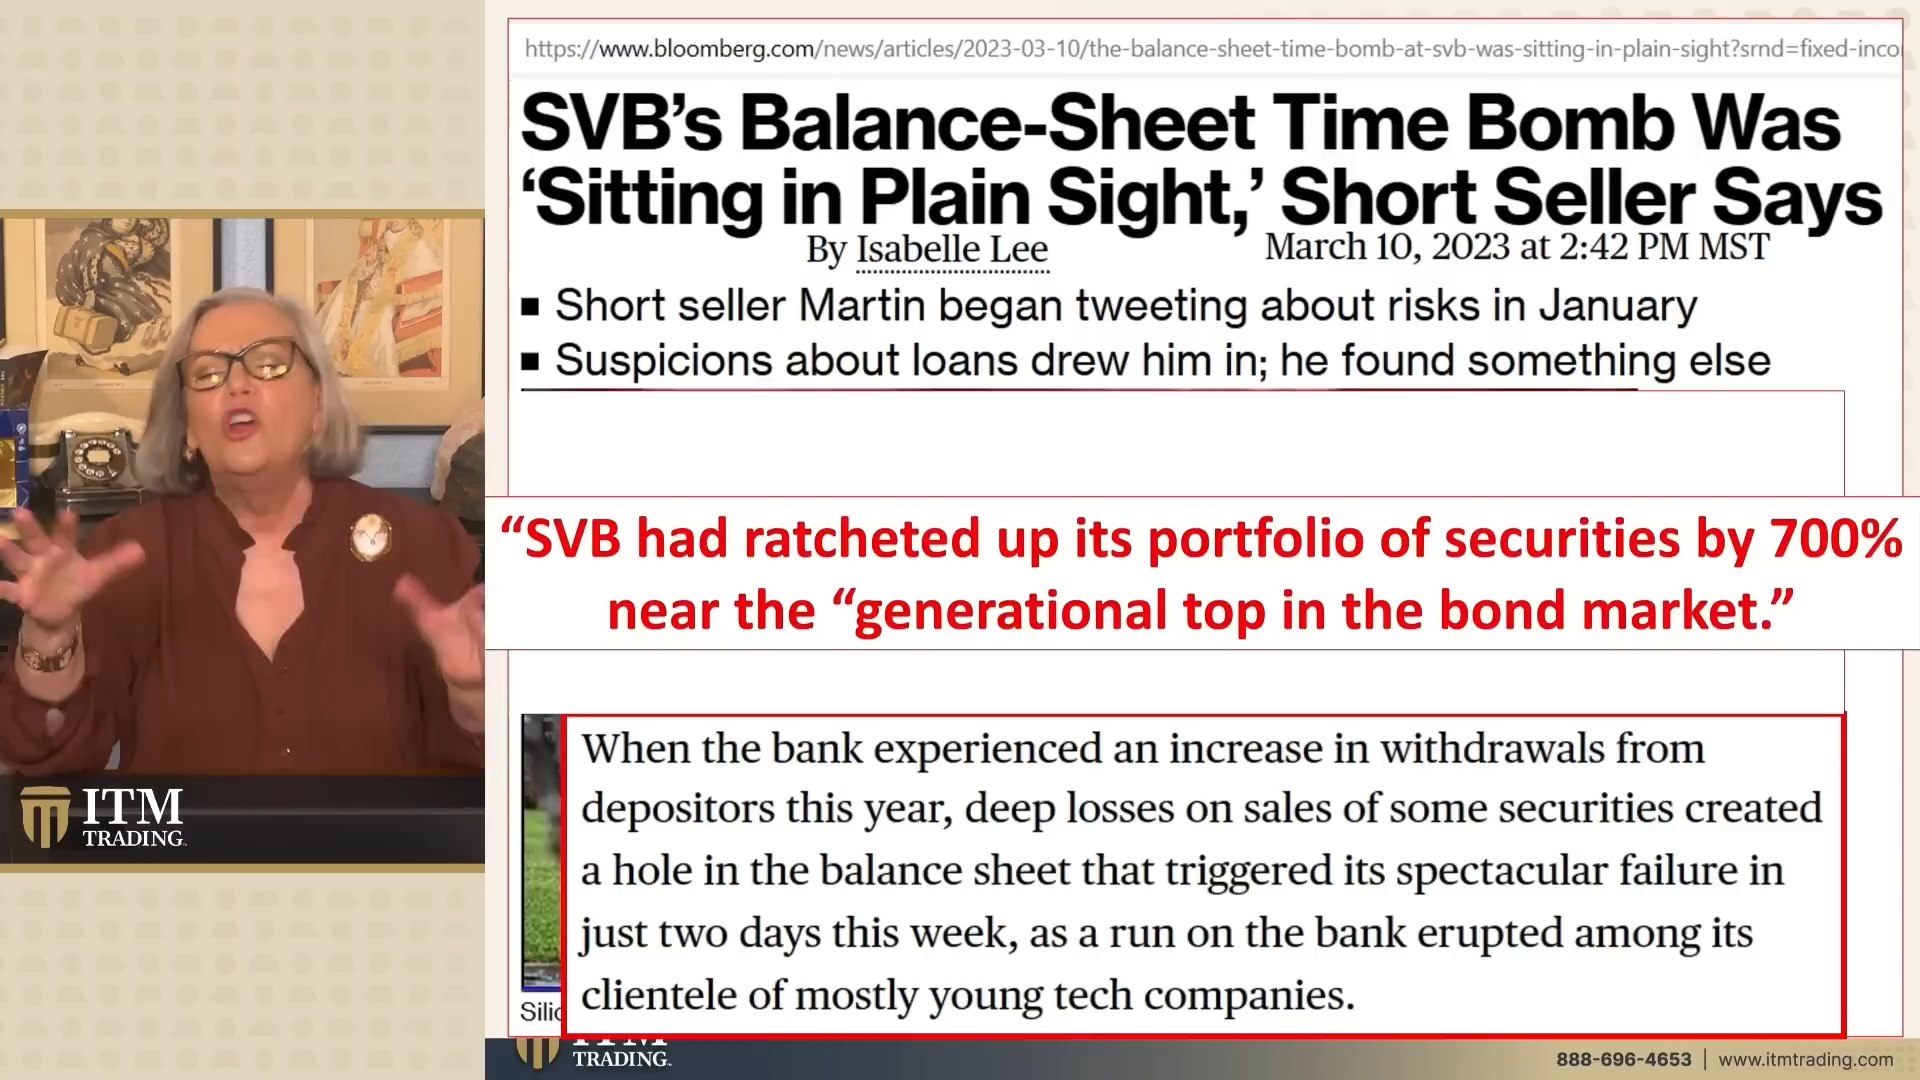 https://www.bloomberg.com/news/articles/2023-03-10/the-balance-sheet-time-bomb-at-svb-was-sitting-in-plain-sight?srnd=fixed-inco
SVB’s Balance-Sheet Time Bomb Was
‘Sitting in Plain Sight,’ Short Seller Says
By Isabelle Lee
March 10, 2023 at 2:42 PM MST
▪ Short seller Martin began tweeting about risks in January
▪ Suspicions about loans drew him in; he found something else
“SVB had ratcheted up its portfolio of securities by 700%
near the “generational top in the bond market.”
When the bank experienced an increase in withdrawals from
depositors this year, deep losses on sales of some securities created
a hole in the balance sheet that triggered its spectacular failure in
just two days this week, as a run on the bank erupted among its
clientele of mostly young tech companies.
Silic
ITM
TRADING
ITM
TRADING
888-696-4653 | www.itmtrading.com